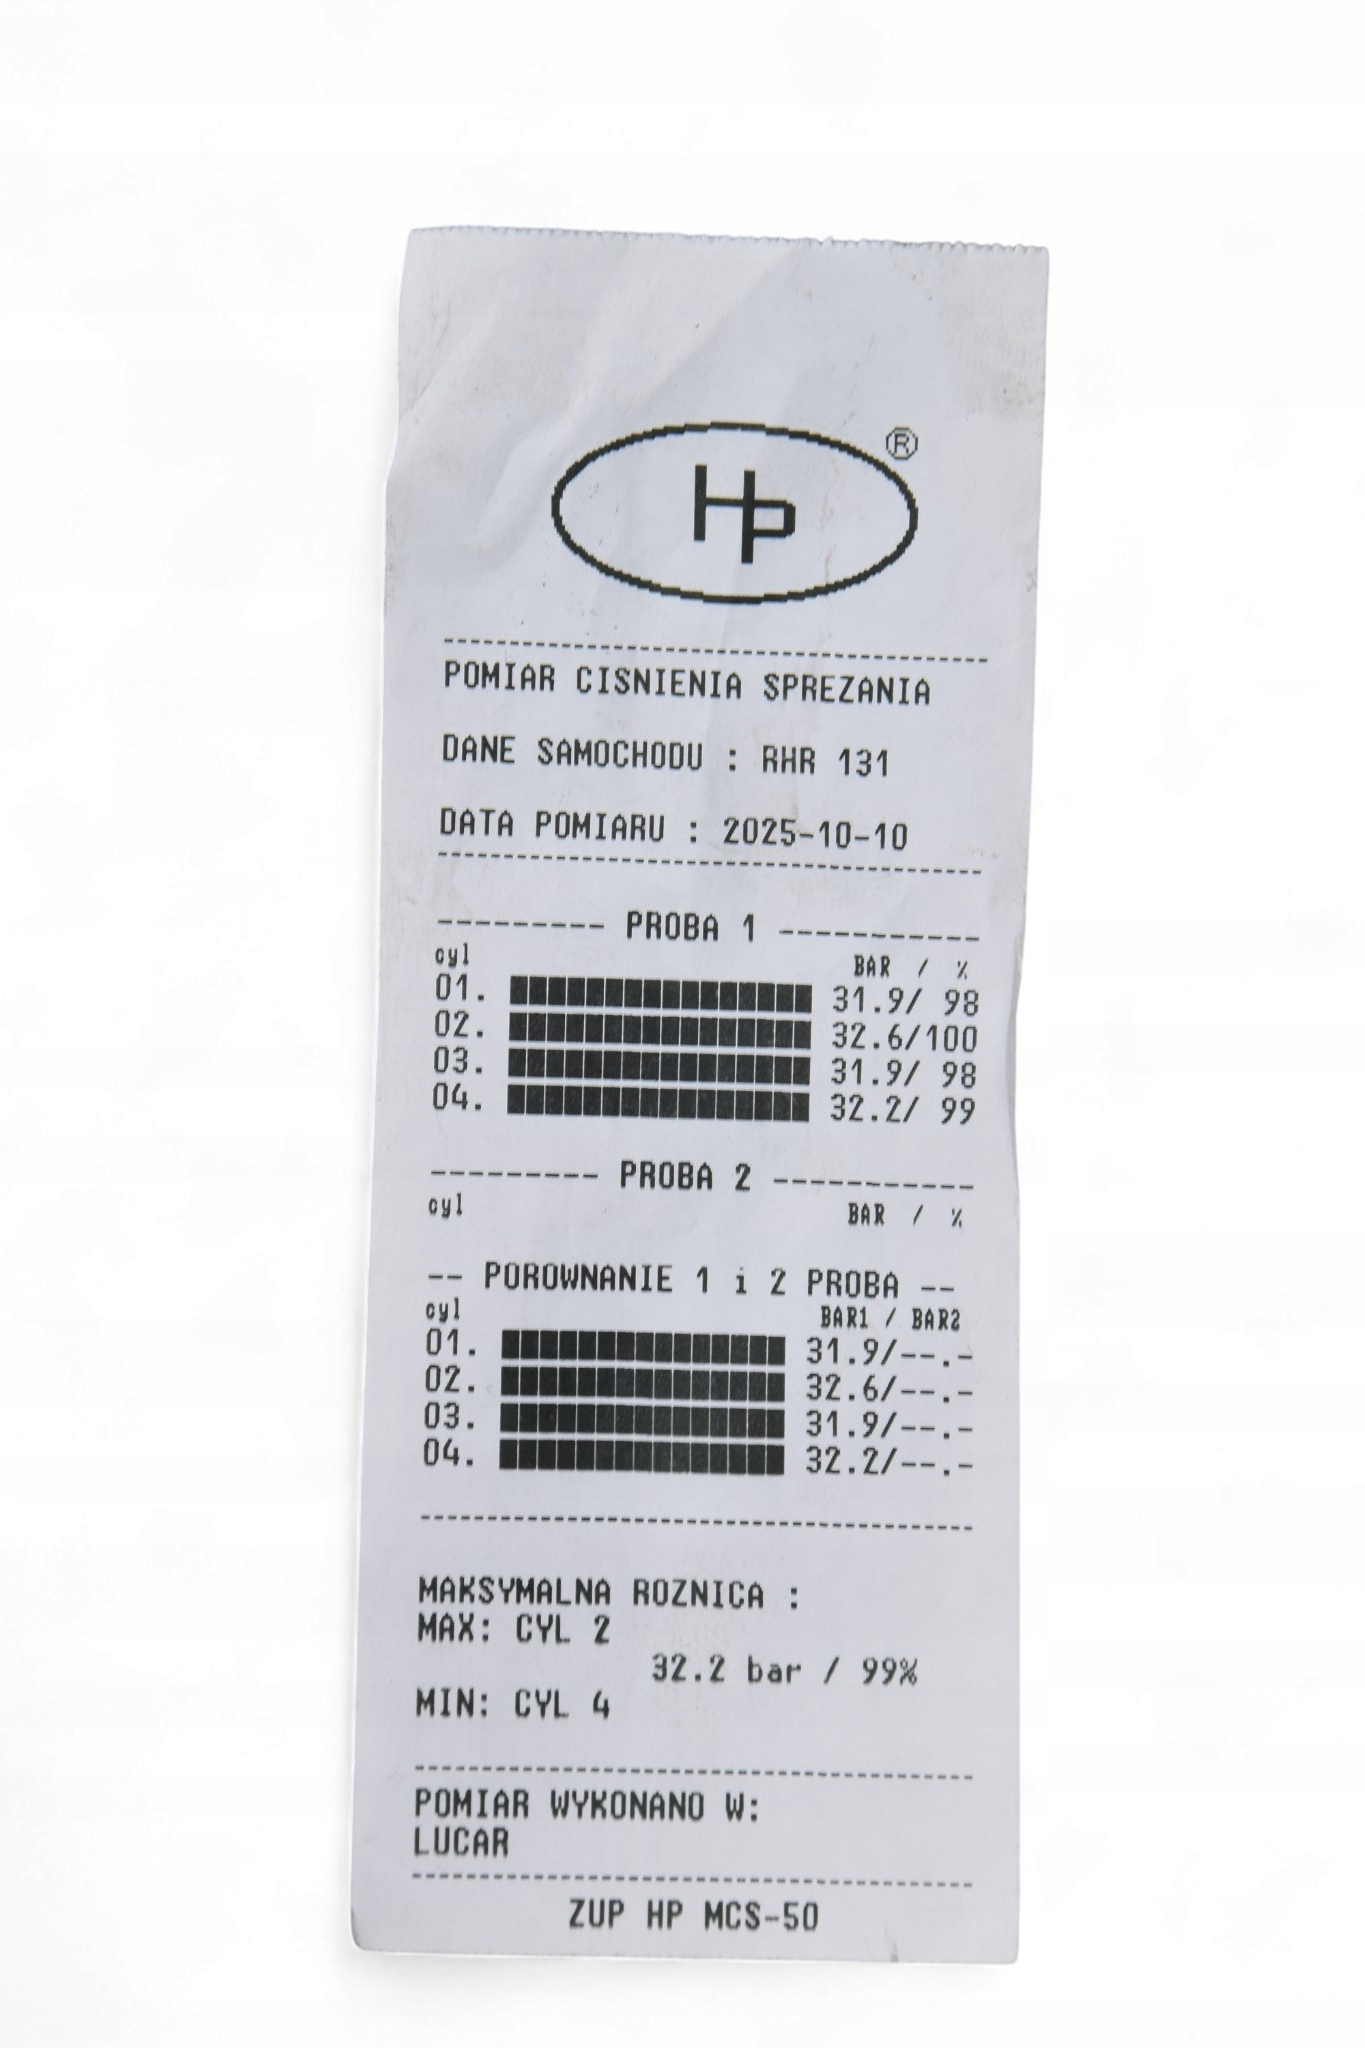 HP ®
POMIAR CISNIENIA SPREZANIA
DANE SAMOCHODU : RHR 131
DATA POMIARU : 2025-10-10
--------- PROBA 1 -----------
cyl BAR / %
01. 31.9/ 98
02. 32.6/100
03. 31.9/ 98
04. 32.2/ 99
--------- PROBA 2 -----------
cyl BAR / %
-- POROWNANIE 1 i 2 PROBA --
cyl BAR1 / BAR2
01. 31.9/--.-
02. 32.6/--.-
03. 31.9/--.-
04. 32.2/--.-
MAKSYMALNA ROZNICA :
MAX: CYL 2
32.2 bar / 99%
MIN: CYL 4
POMIAR WYKONANO W:
LUCAR
ZUP HP MCS-50